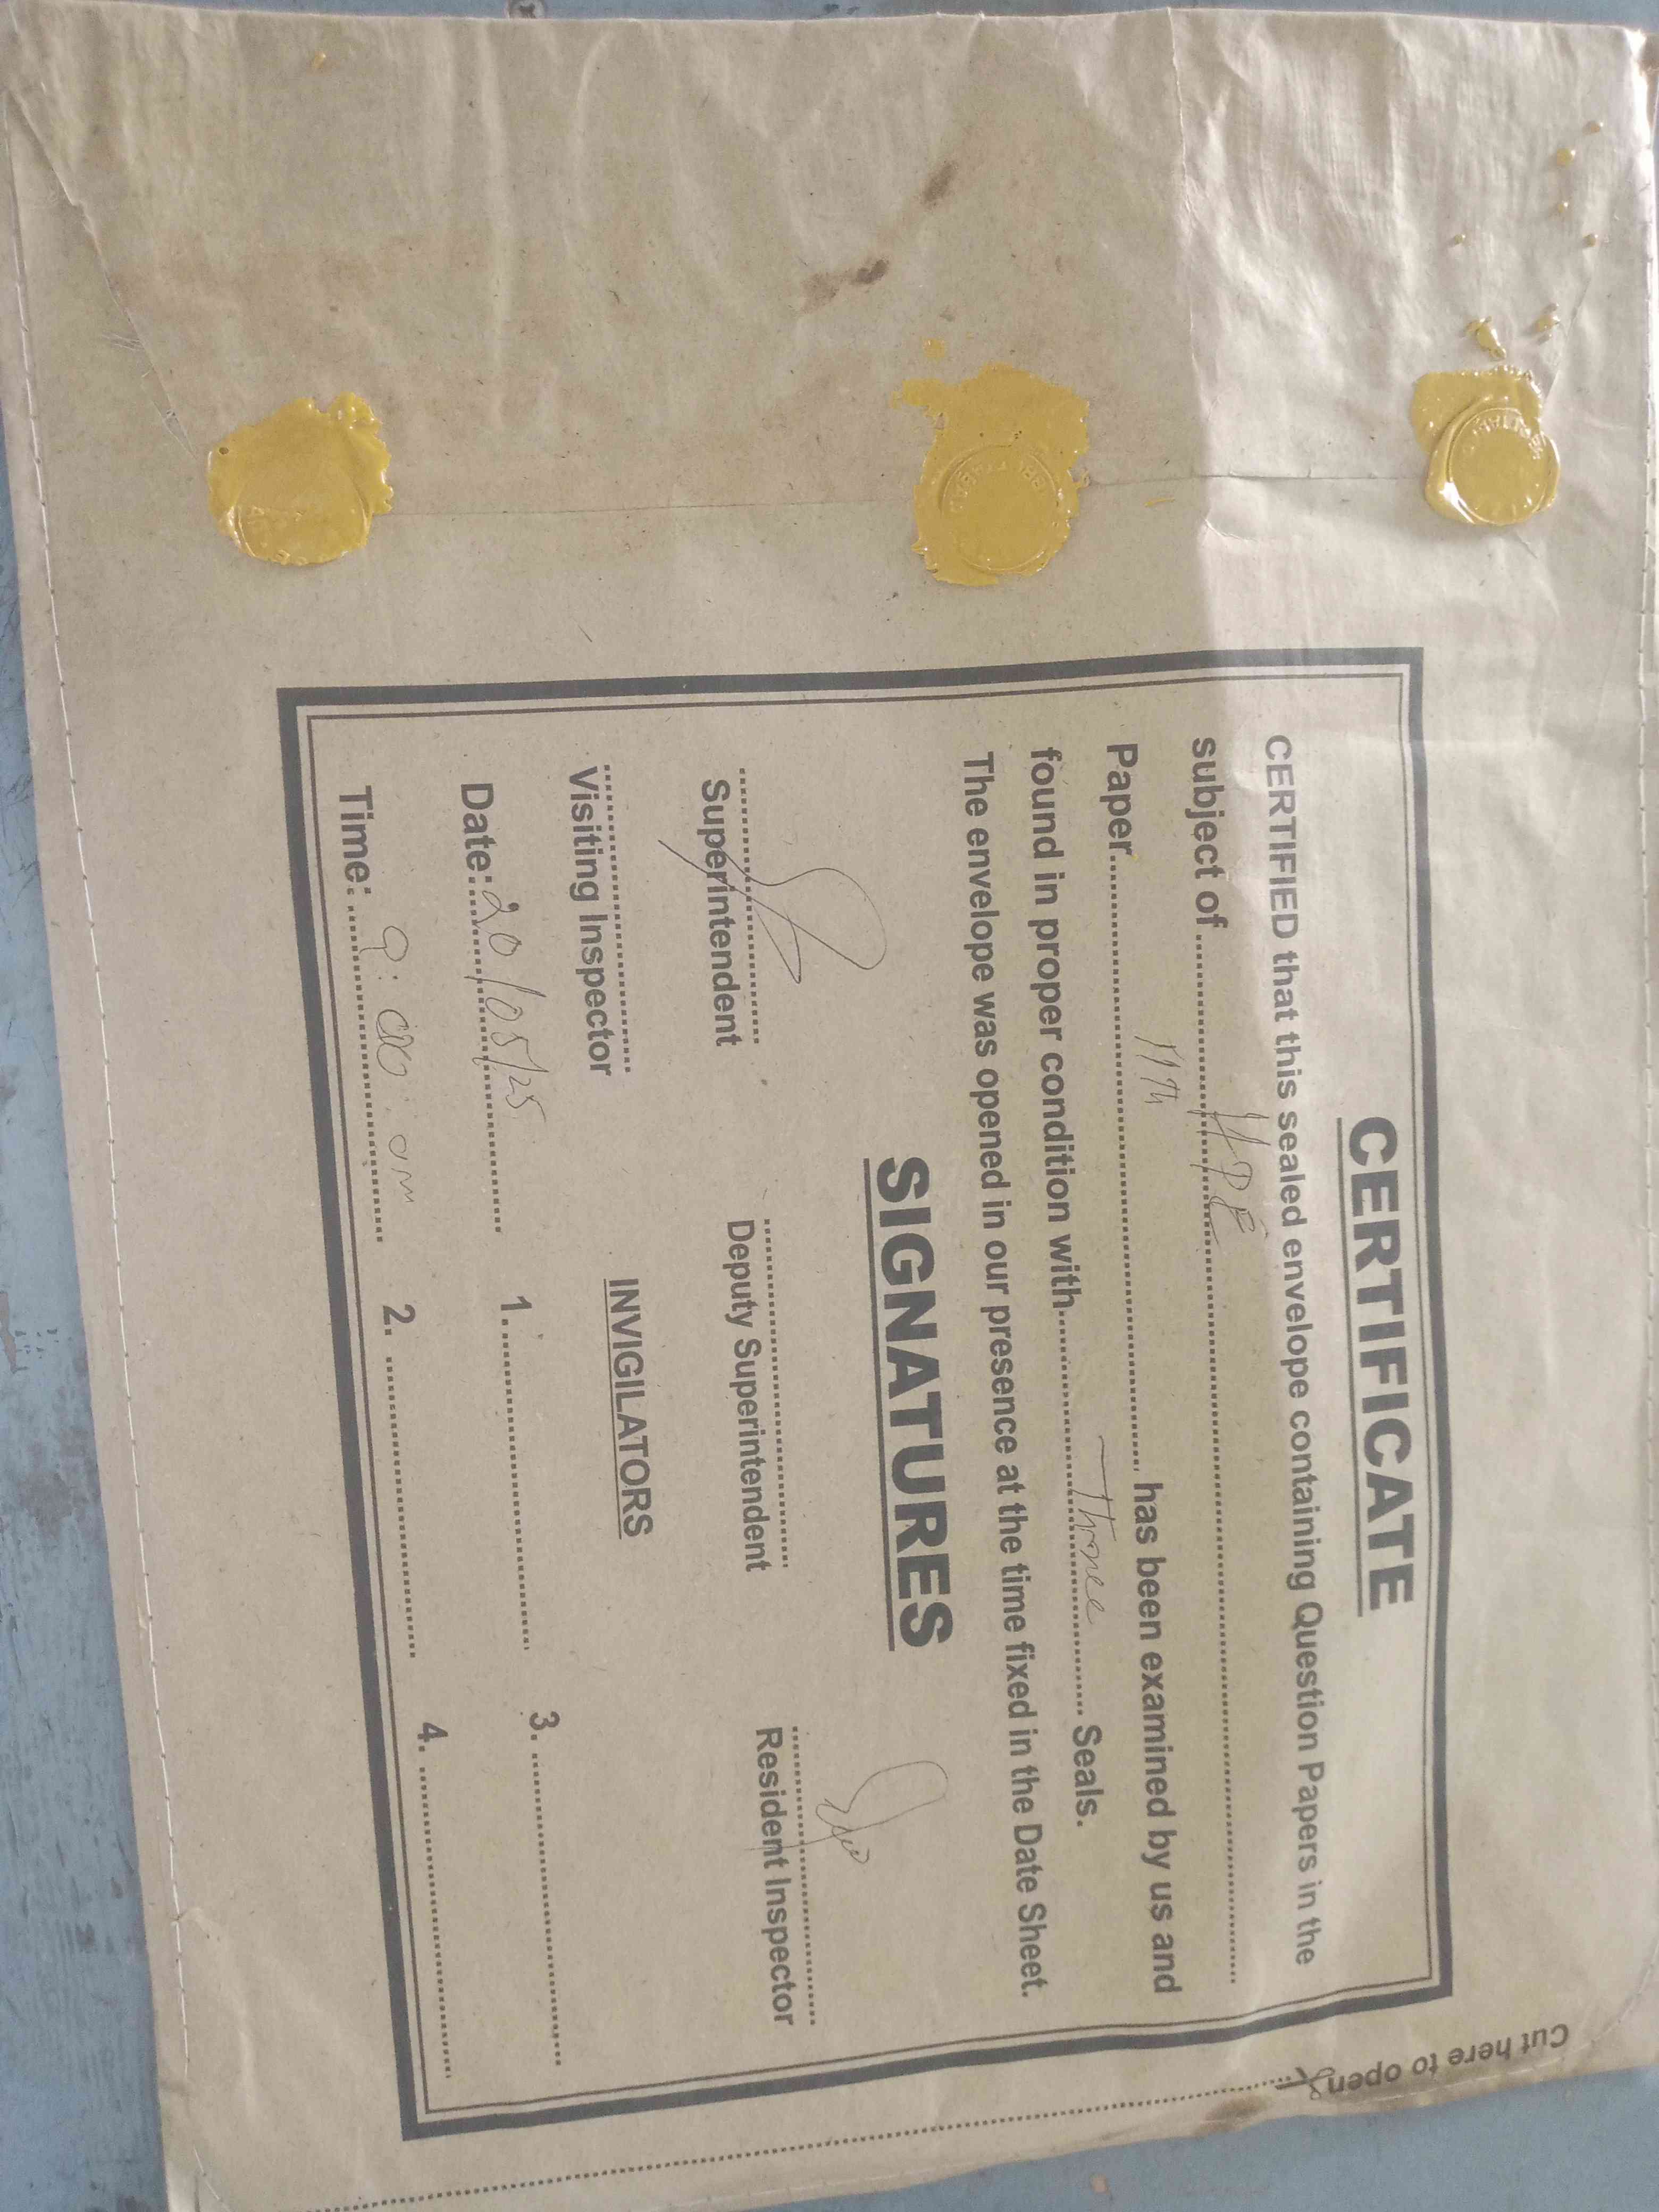 CERTIFICATE
CERTIFIED that this sealed envelope containing Question Papers in the
subject of.......... HPE ..........
Paper.......... 11th .......... has been examined by us and
found in proper condition with.......... Three .......... Seals.
The envelope was opened in our presence at the time fixed in the Date Sheet.
SIGNATURES
Superintendent Deputy Superintendent Resident Inspector
Visiting Inspector INVIGILATORS
Date: 20/05/25 1. .......... 3. ..........
Time: 9:00 am 2. .......... 4. ..........
Cut here to open